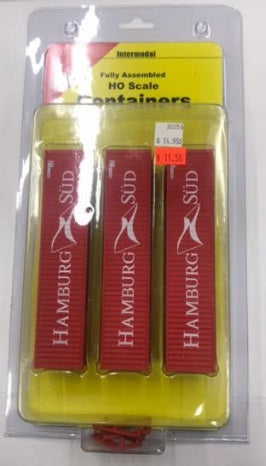 Intermodal
Fully Assembled
HO Scale
Containers
$ 11.50
HAMBURG SÜD
HAMBURG SÜD
HAMBURG SÜD